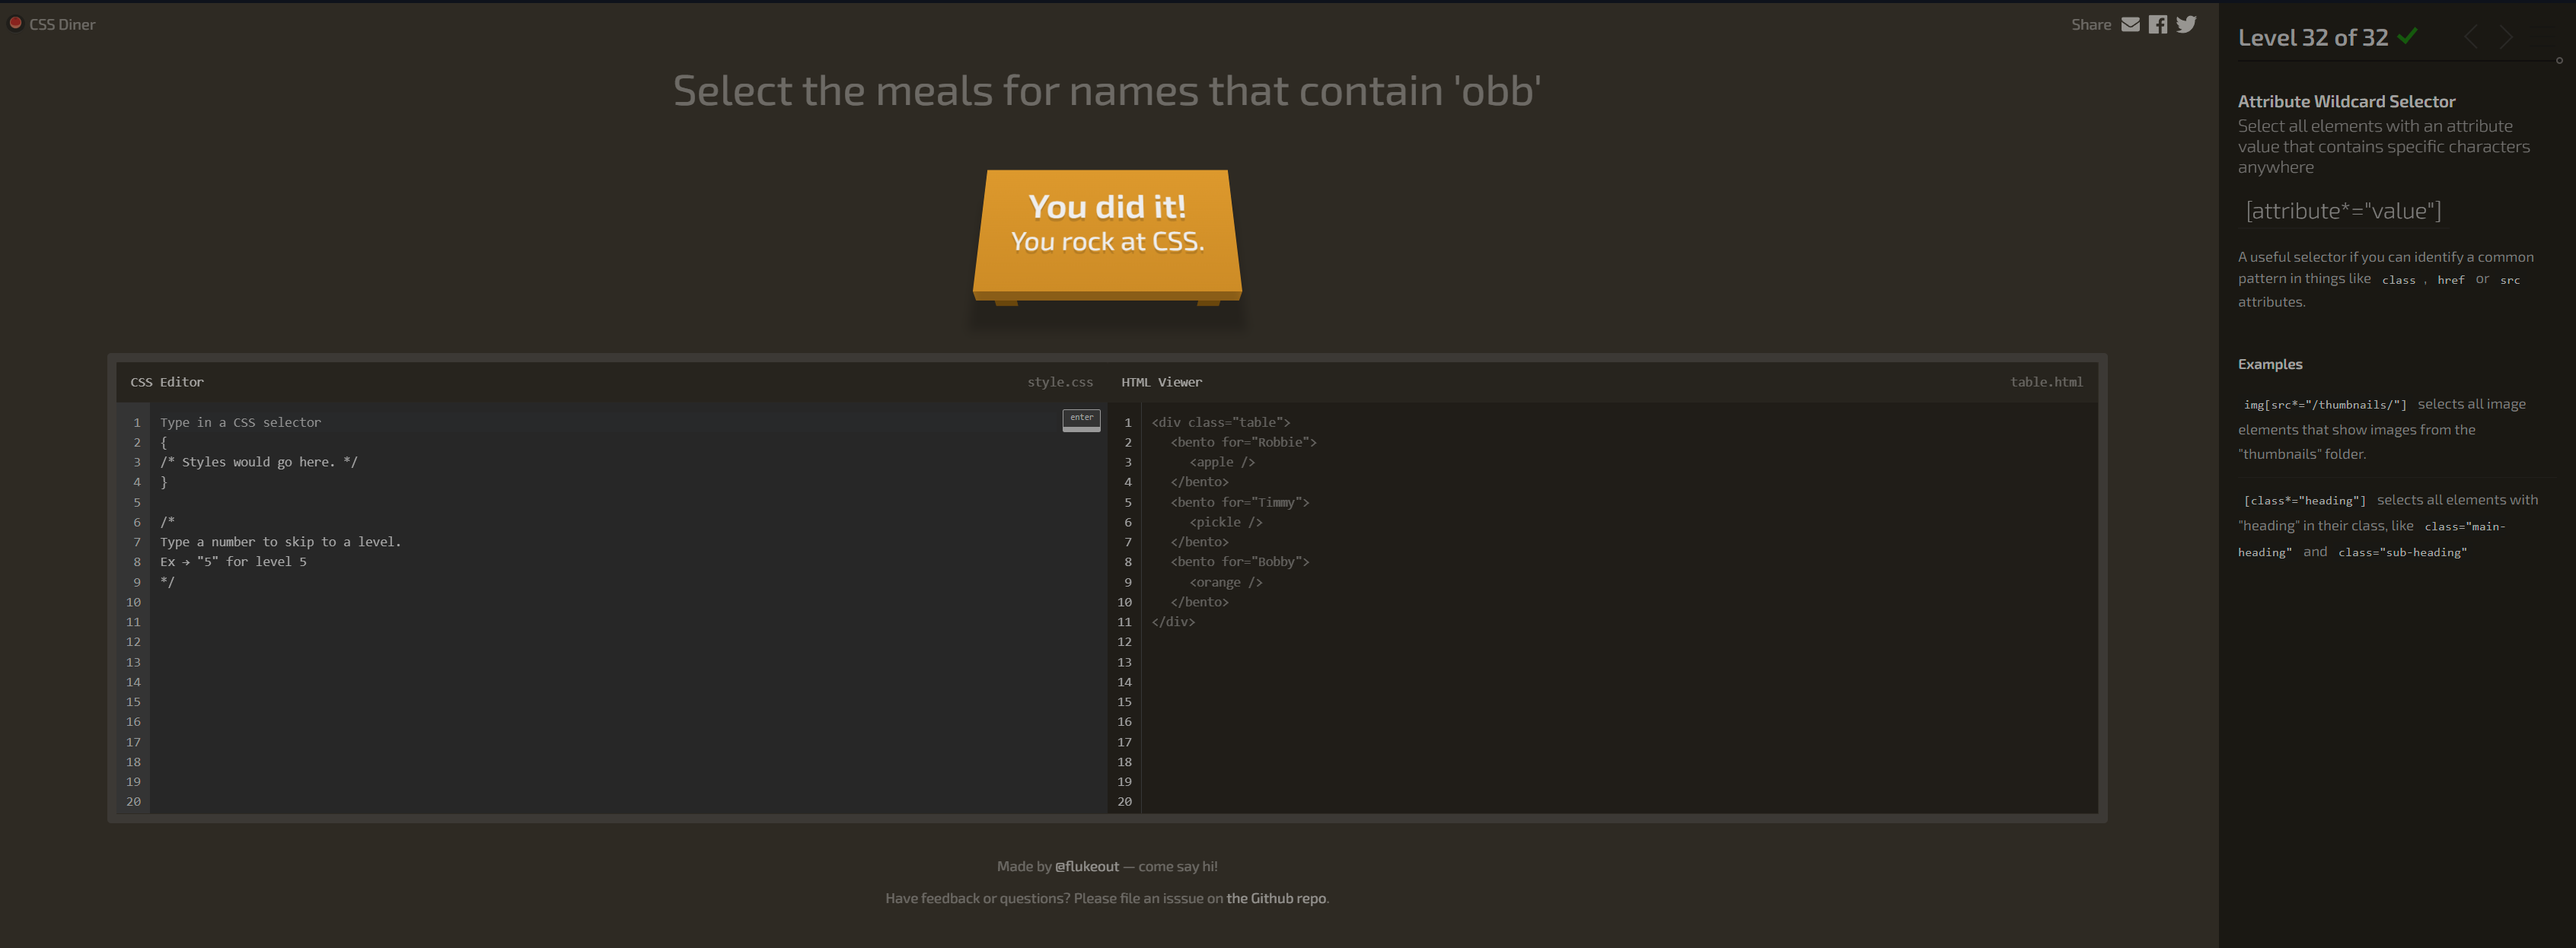 CSS Diner
Share
Select the meals for names that contain 'obb'
You did it!
You rock at CSS.
CSS Editor
style.css
1 Type in a CSS selector
enter
2 {
3 /* Styles would go here. */
4 }
5
6 /*
7 Type a number to skip to a level.
8 Ex → "5" for level 5
9 */
10
11
12
13
14
15
16
17
18
19
20
HTML Viewer
table.html
1 <div class="table">
2 <bento for="Robbie">
3 <apple />
4 </bento>
5 <bento for="Timmy">
6 <pickle />
7 </bento>
8 <bento for="Bobby">
9 <orange />
10 </bento>
11 </div>
12
13
14
15
16
17
18
19
20
Made by @flukeout — come say hi!
Have feedback or questions? Please file an isssue on the Github repo.
Level 32 of 32
Attribute Wildcard Selector
Select all elements with an attribute
value that contains specific characters
anywhere
[attribute*="value"]
A useful selector if you can identify a common
pattern in things like class , href or src
attributes.
Examples
img[src*="/thumbnails/"] selects all image
elements that show images from the
"thumbnails" folder.
[class*="heading"] selects all elements with
"heading" in their class, like class="main-
heading" and class="sub-heading"